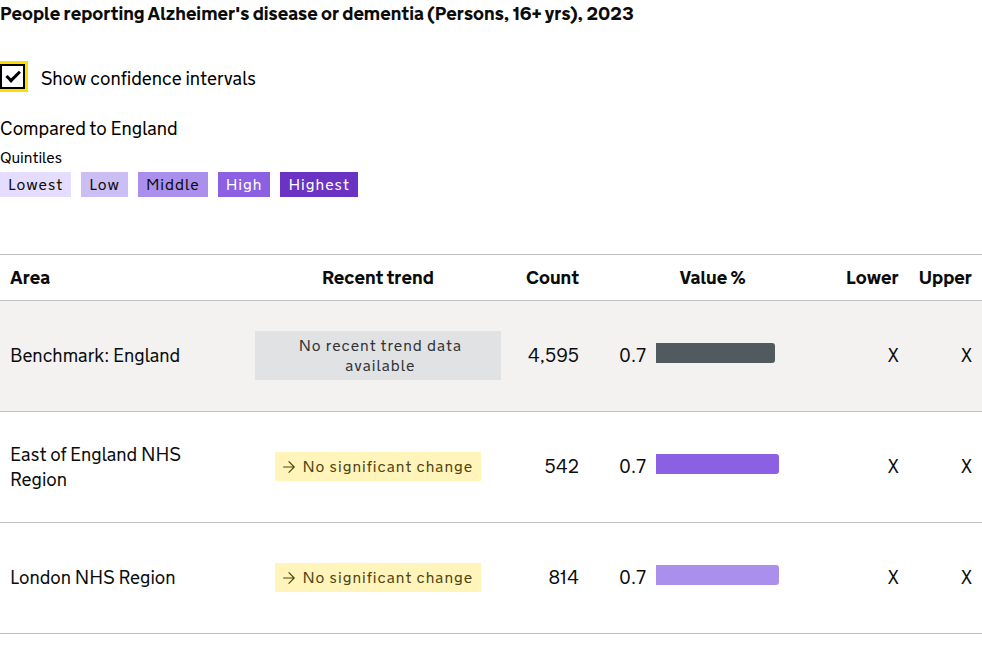 People reporting Alzheimer's disease or dementia (Persons, 16+ yrs), 2023
Show confidence intervals
Compared to England
Quintiles
Lowest Low Middle High Highest
Area Recent trend Count Value % Lower Upper
Benchmark: England No recent trend data available 4,595 0.7 X X
East of England NHS Region → No significant change 542 0.7 X X
London NHS Region → No significant change 814 0.7 X X